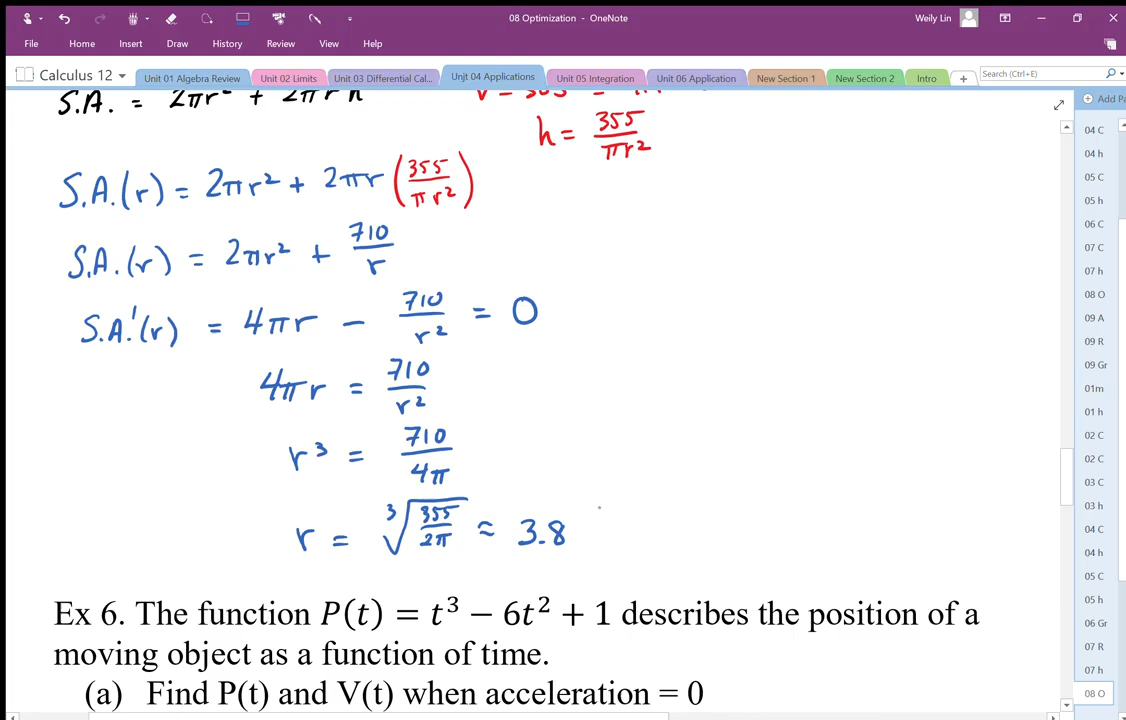 08 Optimization - OneNote
Weily Lin
File Home Insert Draw History Review View Help
Calculus 12
Unit 01 Algebra Review
Unit 02 Limits
Unit 03 Differential Cal...
Unit 04 Applications
Unit 05 Integration
Unit 06 Application
New Section 1
New Section 2
Intro
Search (Ctrl+E)
Add Pa
S.A. = 2πr² + 2πr h
h = 355/πr²
S.A.(r) = 2πr² + 2πr (355/πr²)
S.A.(r) = 2πr² + 710/r
S.A.'(r) = 4πr - 710/r² = 0
4πr = 710/r²
r³ = 710/4π
r = ∛(355/2π) ≈ 3.8
Ex 6. The function P(t) = t³ − 6t² + 1 describes the position of a
moving object as a function of time.
(a) Find P(t) and V(t) when acceleration = 0
04 C
04 h
05 C
05 h
06 C
07 C
07 h
08 O
09 A
09 R
09 Gr
01m
01 h
02 C
02 C
03 C
03 h
04 C
04 h
05 C
05 h
06 Gr
07 R
07 h
08 O